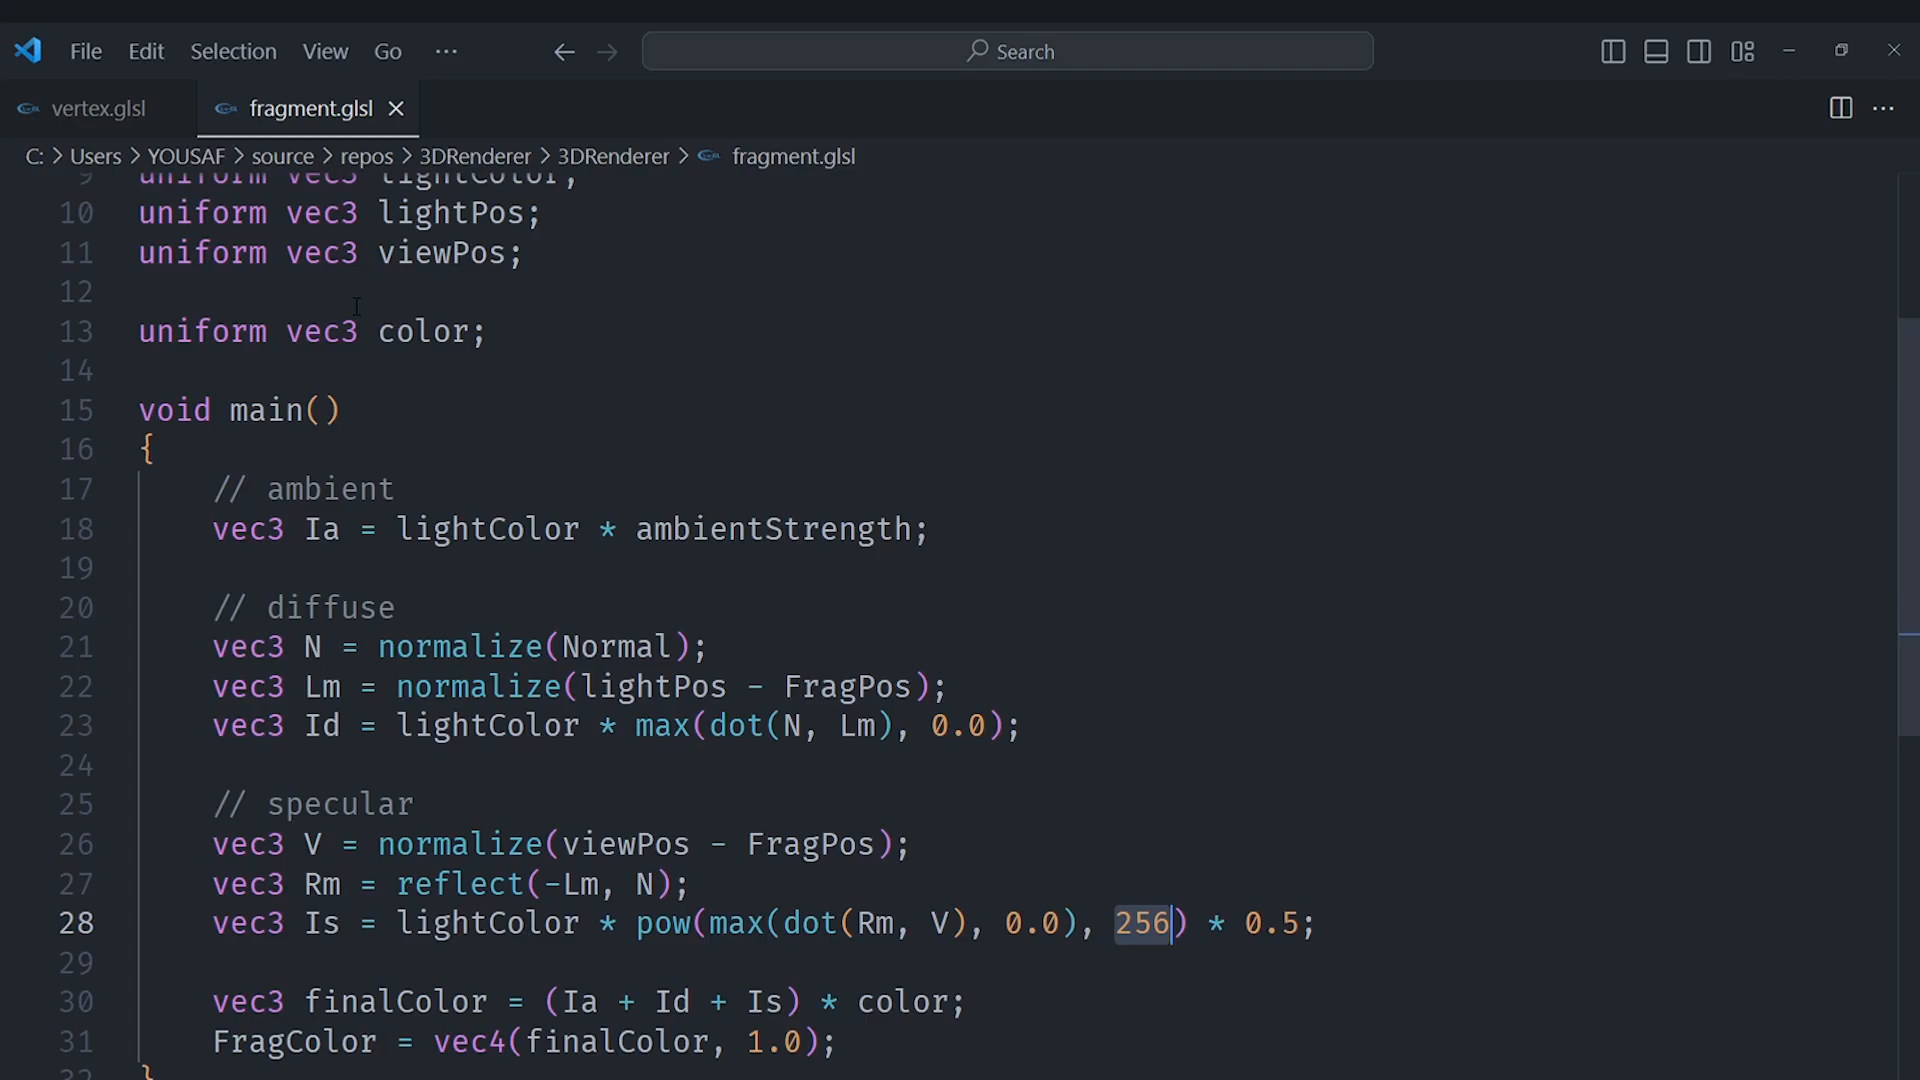 File Edit Selection View Go ··· Search
vertex.glsl fragment.glsl
C: > Users > YOUSAF > source > repos > 3DRenderer > 3DRenderer > fragment.glsl
9 uniform vec3 lightColor;
10 uniform vec3 lightPos;
11 uniform vec3 viewPos;
12
13 uniform vec3 color;
14
15 void main()
16 {
17 // ambient
18 vec3 Ia = lightColor * ambientStrength;
19
20 // diffuse
21 vec3 N = normalize(Normal);
22 vec3 Lm = normalize(lightPos - FragPos);
23 vec3 Id = lightColor * max(dot(N, Lm), 0.0);
24
25 // specular
26 vec3 V = normalize(viewPos - FragPos);
27 vec3 Rm = reflect(-Lm, N);
28 vec3 Is = lightColor * pow(max(dot(Rm, V), 0.0), 256) * 0.5;
29
30 vec3 finalColor = (Ia + Id + Is) * color;
31 FragColor = vec4(finalColor, 1.0);
32 }